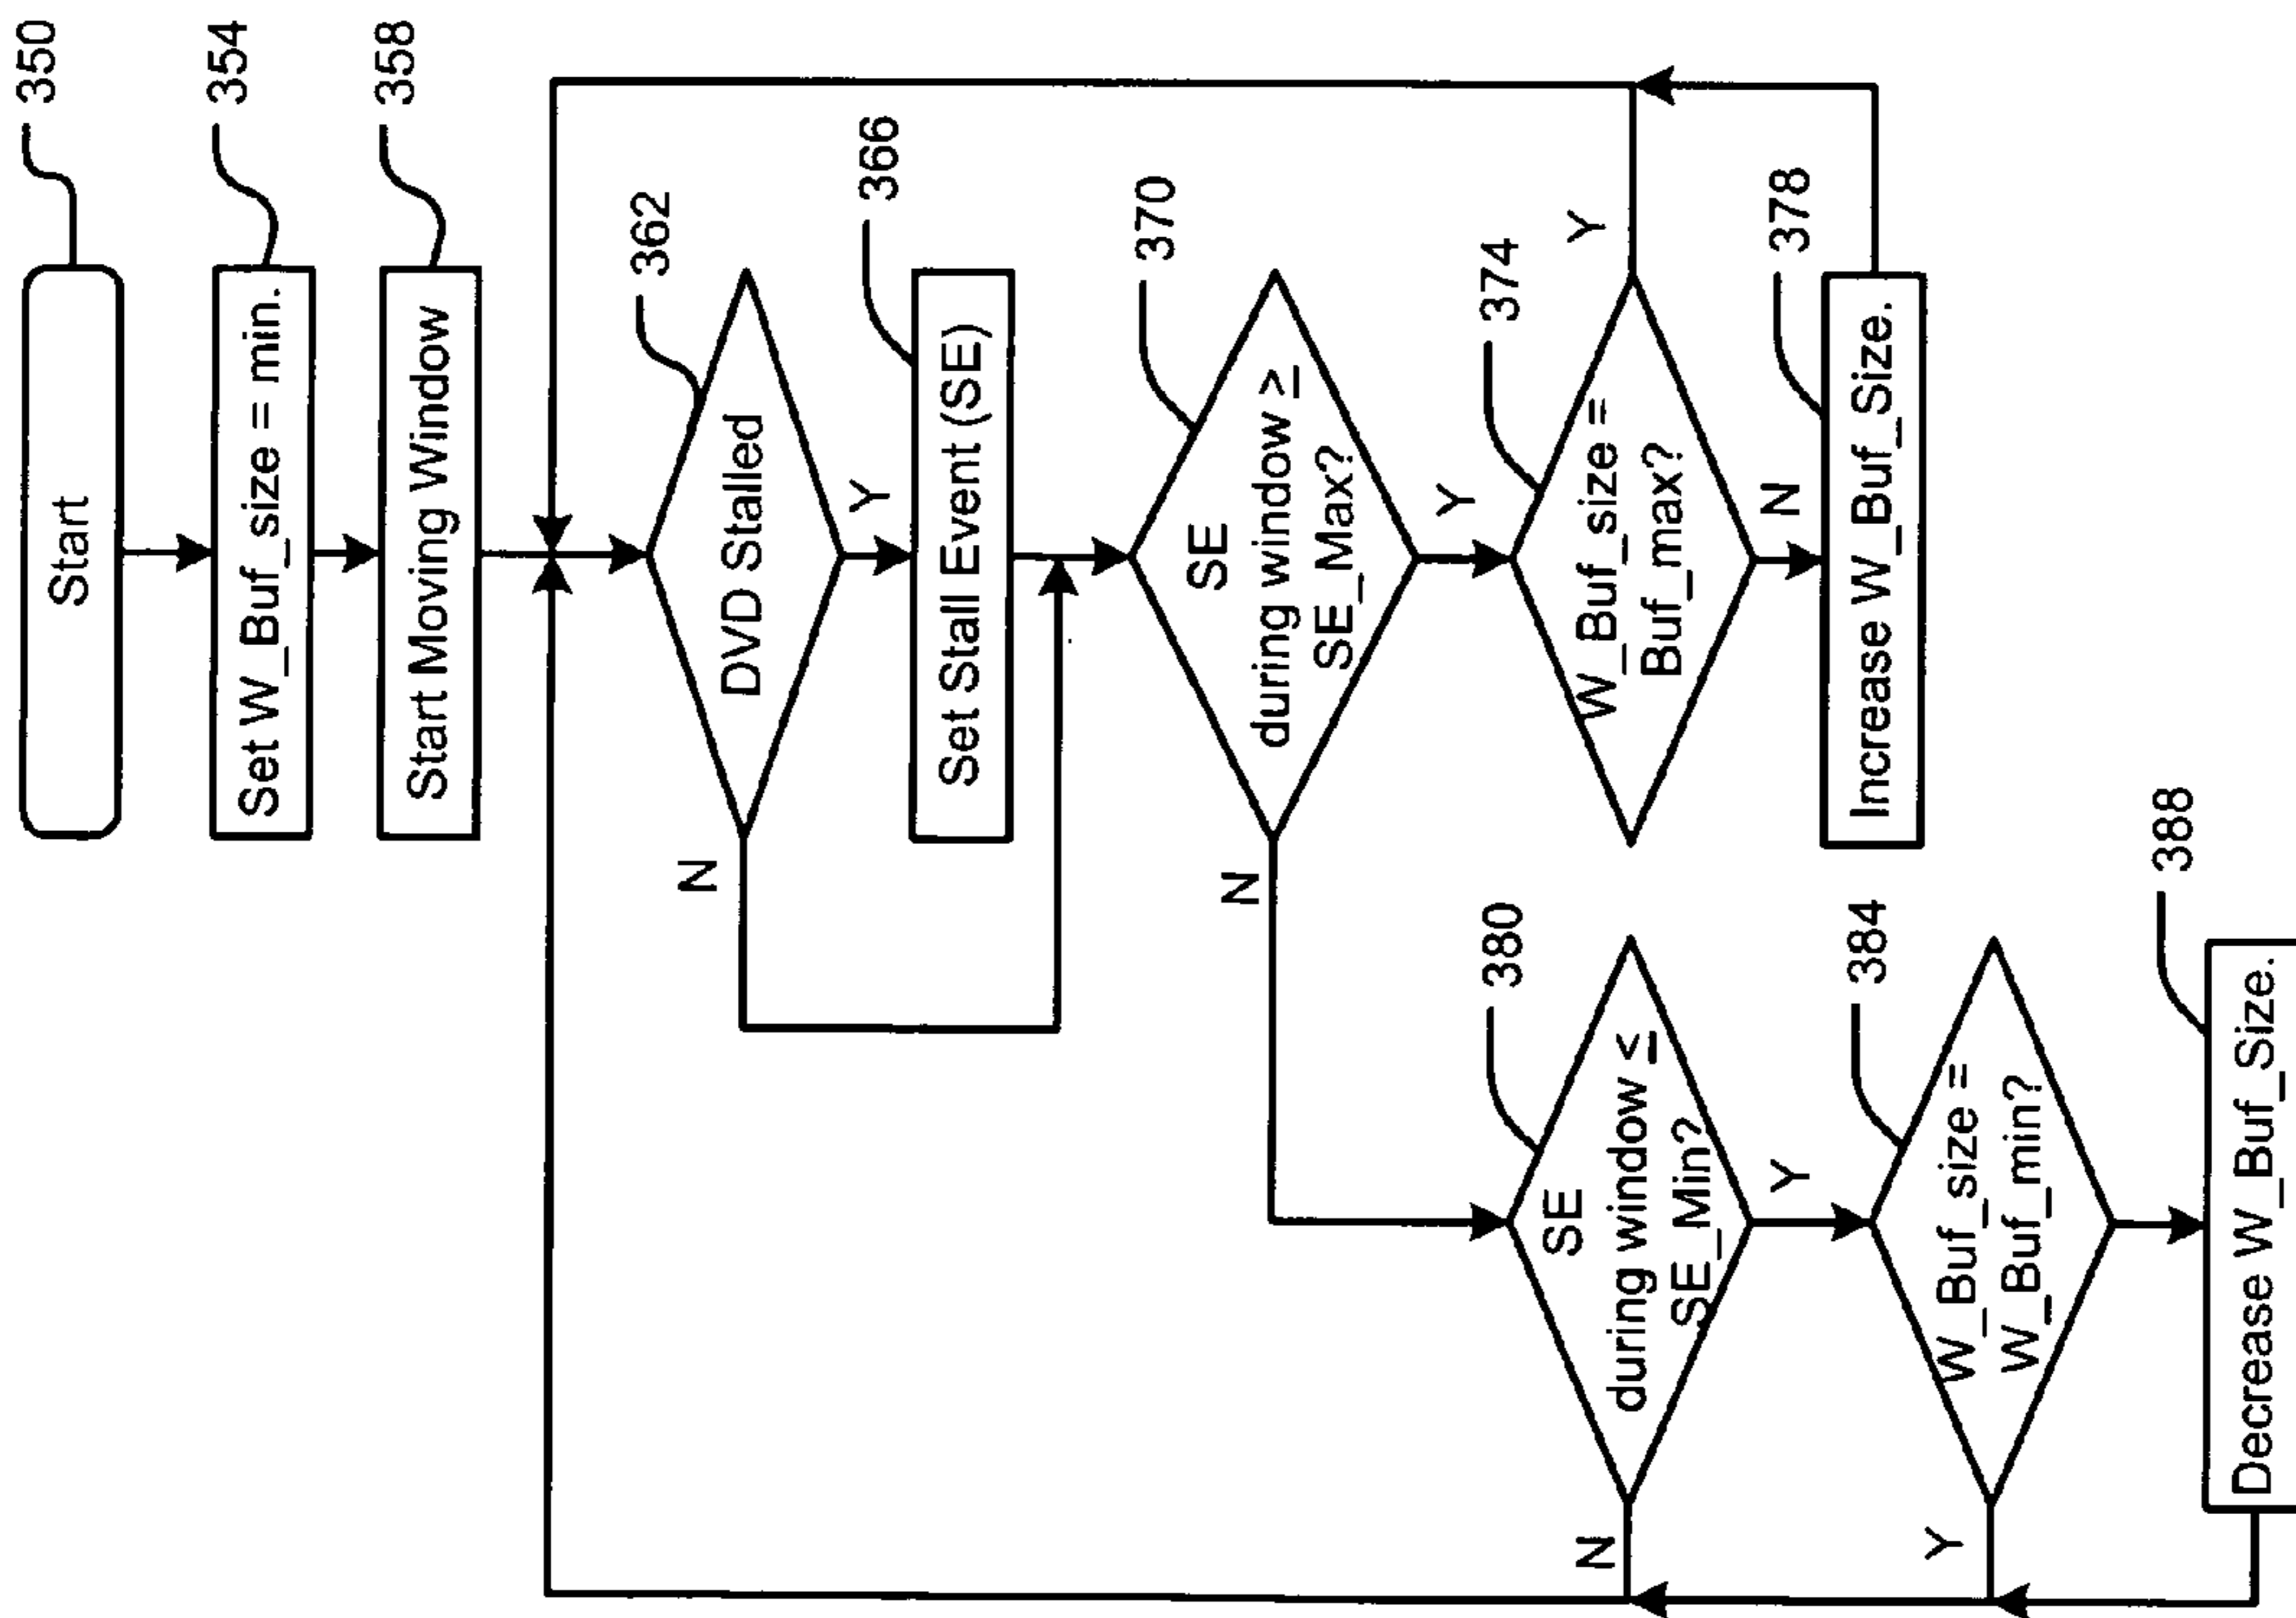 Start
350
Set W_Buf_size = min.
354
Start Moving Window
358
DVD Stalled
362
N
Y
Set Stall Event (SE)
366
SE
during window ≥
SE_Max?
370
N
Y
W_Buf_size =
Buf_max?
374
Y
N
Increase W_Buf_Size.
378
SE
during window ≤
SE_Min?
380
N
Y
W_Buf_size =
W_Buf_min?
384
Y
Decrease W_Buf_Size.
388